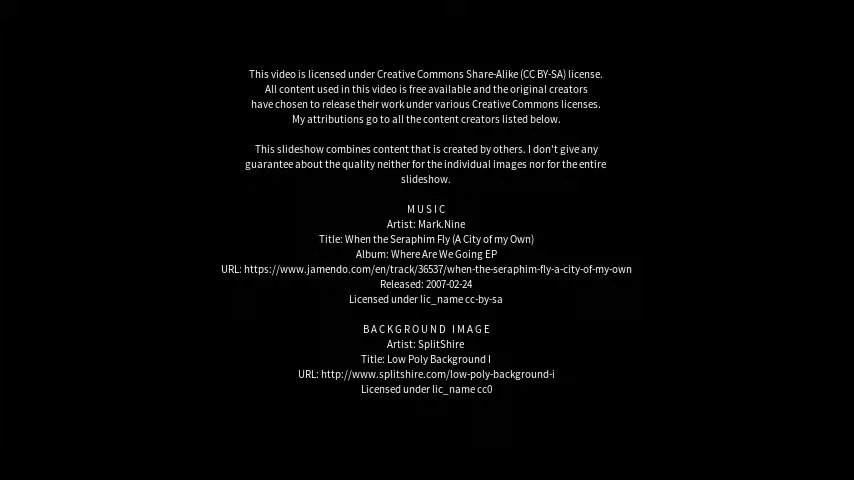 This video is licensed under Creative Commons Share-Alike (CC BY-SA) license.
All content used in this video is free available and the original creators
have chosen to release their work under various Creative Commons licenses.
My attributions go to all the content creators listed below.
This slideshow combines content that is created by others. I don't give any
guarantee about the quality neither for the individual images nor for the entire
slideshow.
MUSIC
Artist: Mark.Nine
Title: When the Seraphim Fly (A City of my Own)
Album: Where Are We Going EP
URL: https://www.jamendo.com/en/track/36537/when-the-seraphim-fly-a-city-of-my-own
Released: 2007-02-24
Licensed under lic_name cc-by-sa
BACKGROUND IMAGE
Artist: SplitShire
Title: Low Poly Background I
URL: http://www.splitshire.com/low-poly-background-i
Licensed under lic_name cc0